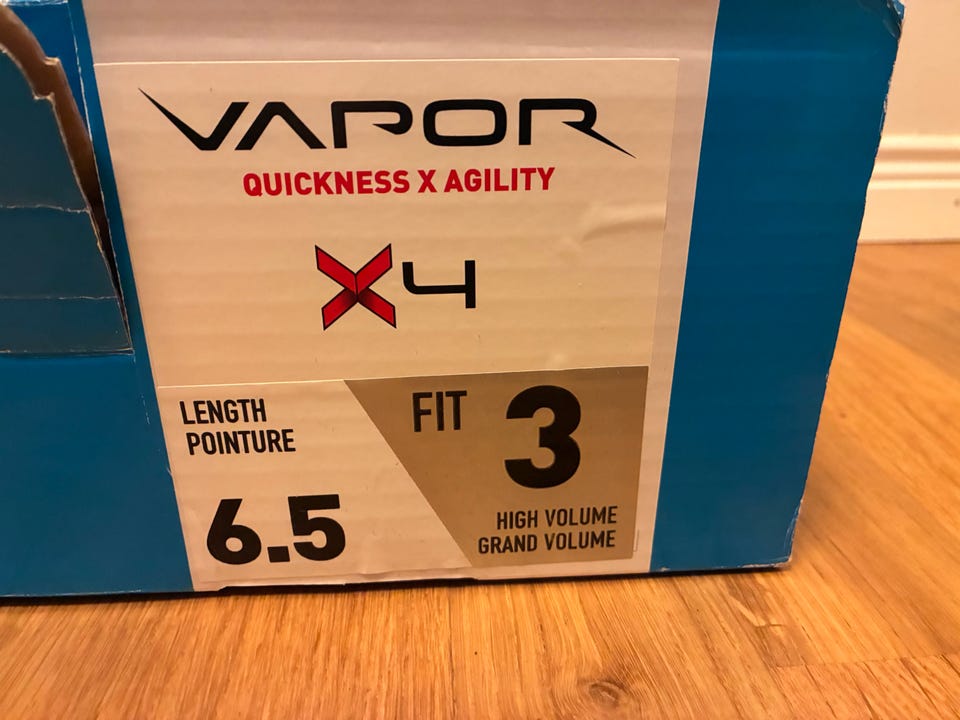 VAPOR
QUICKNESS X AGILITY
X4
LENGTH
POINTURE
6.5
FIT 3
HIGH VOLUME
GRAND VOLUME